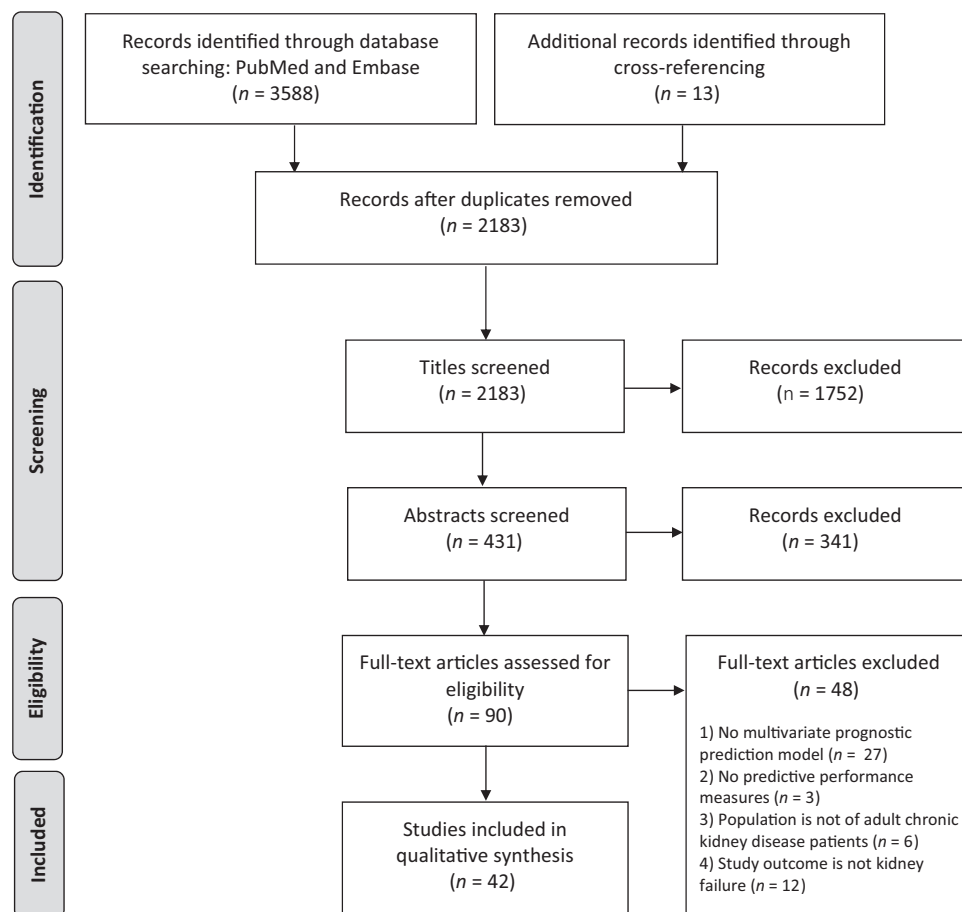 Identification
Records identified through database
searching: PubMed and Embase
(n = 3588)
Additional records identified through
cross-referencing
(n = 13)
Records after duplicates removed
(n = 2183)
Screening
Titles screened
(n = 2183)
Records excluded
(n = 1752)
Abstracts screened
(n = 431)
Records excluded
(n = 341)
Eligibility
Full-text articles assessed for
eligibility
(n = 90)
Full-text articles excluded
(n = 48)
1) No multivariate prognostic
prediction model (n = 27)
2) No predictive performance
measures (n = 3)
3) Population is not of adult chronic
kidney disease patients (n = 6)
4) Study outcome is not kidney
failure (n = 12)
Included
Studies included in
qualitative synthesis
(n = 42)